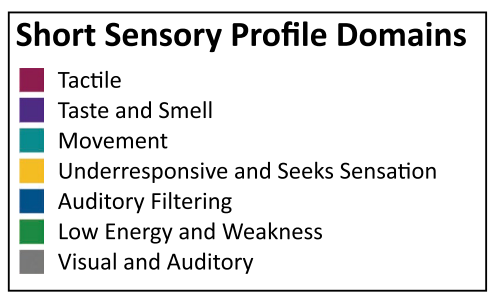 Short Sensory Profile Domains
Tactile
Taste and Smell
Movement
Underresponsive and Seeks Sensation
Auditory Filtering
Low Energy and Weakness
Visual and Auditory